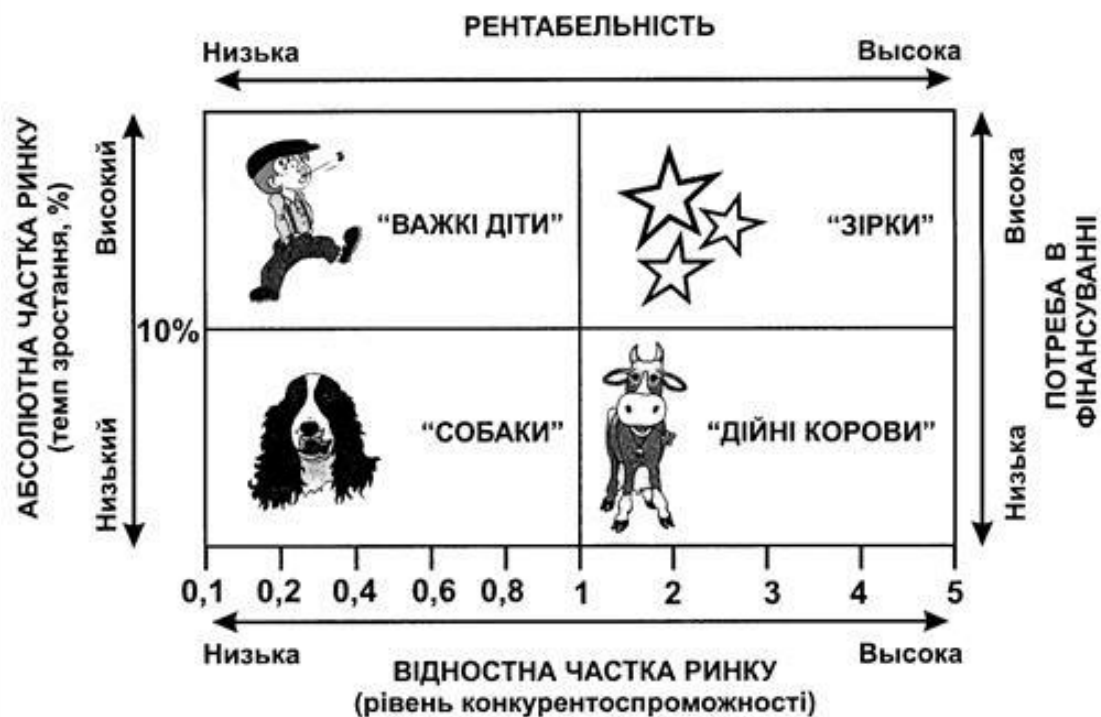 РЕНТАБЕЛЬНІСТЬ
Низька
Высока
АБСОЛЮТНА ЧАСТКА РИНКУ
(темп зростання, %)
Високий
Низький
10%
“ВАЖКІ ДІТИ”
“ЗІРКИ”
“СОБАКИ”
“ДІЙНІ КОРОВИ”
Висока
Низька
ПОТРЕБА В
ФІНАНСУВАННІ
0,1 0,2 0,4 0,6 0,8 1 2 3 4 5
Низька
Высока
ВІДНОСТНА ЧАСТКА РИНКУ
(рівень конкурентоспроможності)